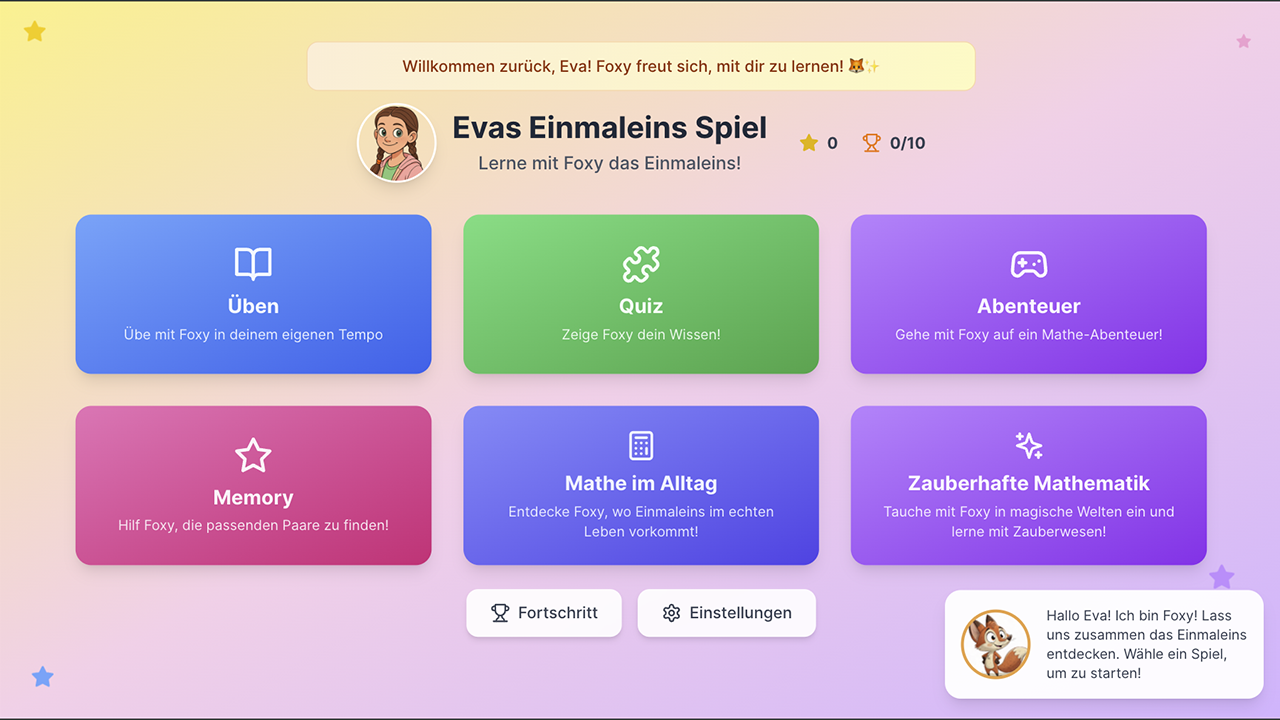 Willkommen zurück, Eva! Foxy freut sich, mit dir zu lernen! 🦊✨
Evas Einmaleins Spiel
Lerne mit Foxy das Einmaleins!
0
0/10
Üben
Übe mit Foxy in deinem eigenen Tempo
Quiz
Zeige Foxy dein Wissen!
Abenteuer
Gehe mit Foxy auf ein Mathe-Abenteuer!
Memory
Hilf Foxy, die passenden Paare zu finden!
Mathe im Alltag
Entdecke Foxy, wo Einmaleins im echten
Leben vorkommt!
Zauberhafte Mathematik
Tauche mit Foxy in magische Welten ein und
lerne mit Zauberwesen!
Fortschritt
Einstellungen
Hallo Eva! Ich bin Foxy! Lass
uns zusammen das Einmaleins
entdecken. Wähle ein Spiel,
um zu starten!